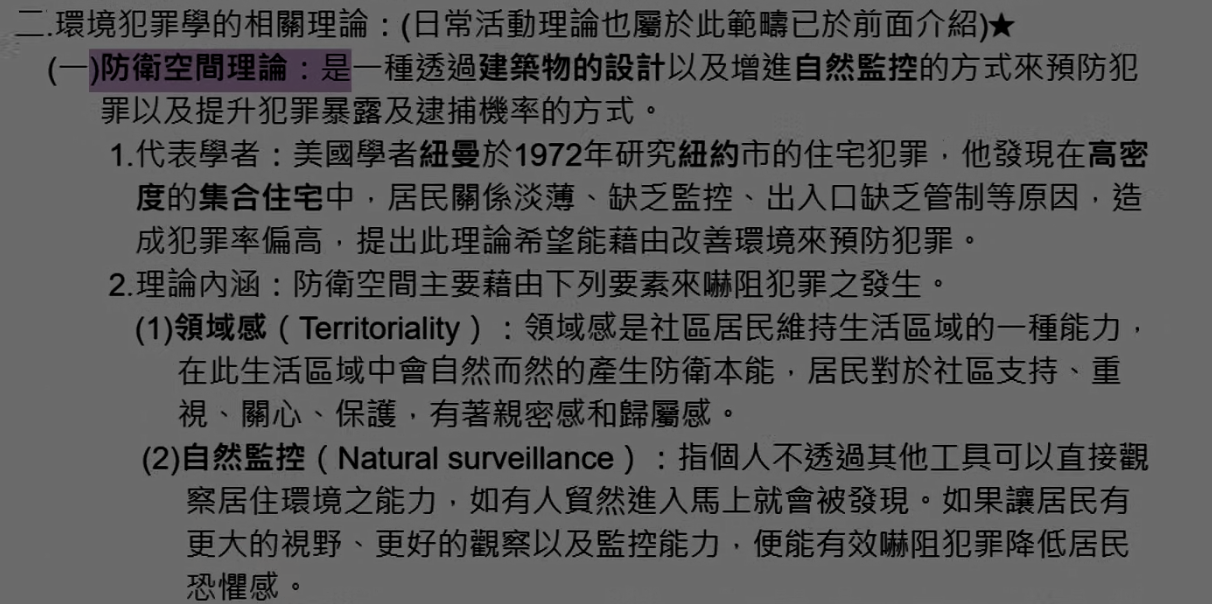 二.環境犯罪學的相關理論：(日常活動理論也屬於此範疇已於前面介紹)★
(一)防衛空間理論：是一種透過建築物的設計以及增進自然監控的方式來預防犯
罪以及提升犯罪暴露及逮捕機率的方式。
1.代表學者：美國學者紐曼於1972年研究紐約市的住宅犯罪，他發現在高密
度的集合住宅中，居民關係淡薄、缺乏監控、出入口缺乏管制等原因，造
成犯罪率偏高，提出此理論希望能藉由改善環境來預防犯罪。
2.理論內涵：防衛空間主要藉由下列要素來嚇阻犯罪之發生。
(1)領域感（Territoriality）：領域感是社區居民維持生活區域的一種能力，
在此生活區域中會自然而然的產生防衛本能，居民對於社區支持、重
視、關心、保護，有著親密感和歸屬感。
(2)自然監控（Natural surveillance）：指個人不透過其他工具可以直接觀
察居住環境之能力，如有人貿然進入馬上就會被發現。如果讓居民有
更大的視野、更好的觀察以及監控能力，便能有效嚇阻犯罪降低居民
恐懼感。